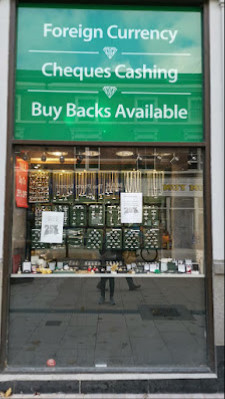 Foreign Currency
Cheques Cashing
Buy Backs Available